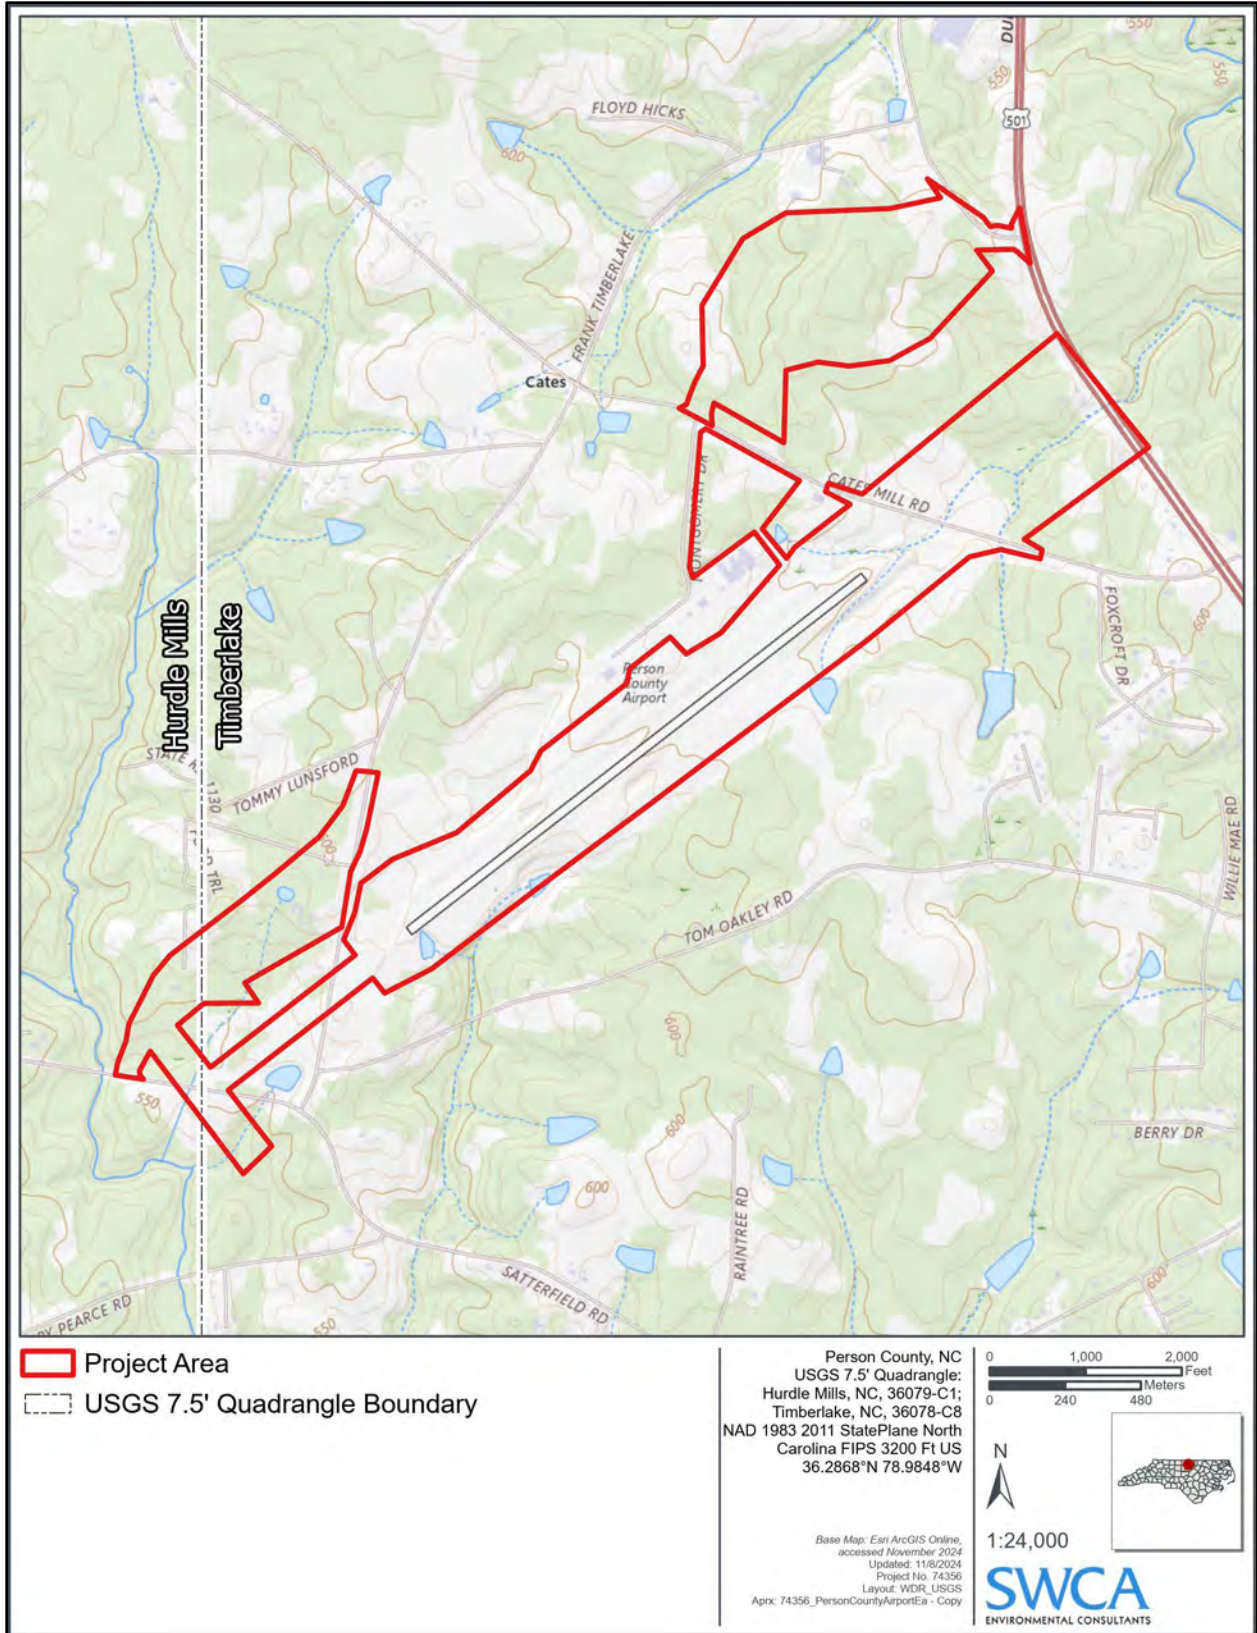 DU
550
550
550
501
FLOYD HICKS
600
FRANK TIMBERLAKE
Cates
CATES MILL RD
MONTGOMERY DR
FOXCROFT DR
600
Hurdle Mills
Timberlake
Person
County
Airport
STATE R
1130
TOMMY LUNSFORD
600
TRL
WILLIE MAE RD
TOM OAKLEY RD
600
550
600
BERRY DR
600
RAINTREE RD
SATTERFIELD RD
600
PEARCE RD
550
Project Area
USGS 7.5' Quadrangle Boundary
Person County, NC
USGS 7.5' Quadrangle:
Hurdle Mills, NC, 36079-C1;
Timberlake, NC, 36078-C8
NAD 1983 2011 StatePlane North
Carolina FIPS 3200 Ft US
36.2868°N 78.9848°W
Base Map: Esri ArcGIS Online,
accessed November 2024
Updated: 11/8/2024
Project No. 74356
Layout: WDR_USGS
Aprx: 74356_PersonCountyAirportEa - Copy
0 1,000 2,000
Feet
Meters
0 240 480
N
1:24,000
SWCA
ENVIRONMENTAL CONSULTANTS